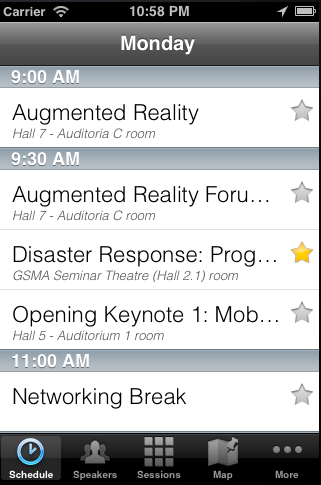 Carrier 10:58 PM
Monday
9:00 AM
Augmented Reality
Hall 7 - Auditoria C room
9:30 AM
Augmented Reality Foru...
Hall 7 - Auditoria C room
Disaster Response: Prog...
GSMA Seminar Theatre (Hall 2.1) room
Opening Keynote 1: Mob...
Hall 5 - Auditorium 1 room
11:00 AM
Networking Break
Schedule Speakers Sessions Map More